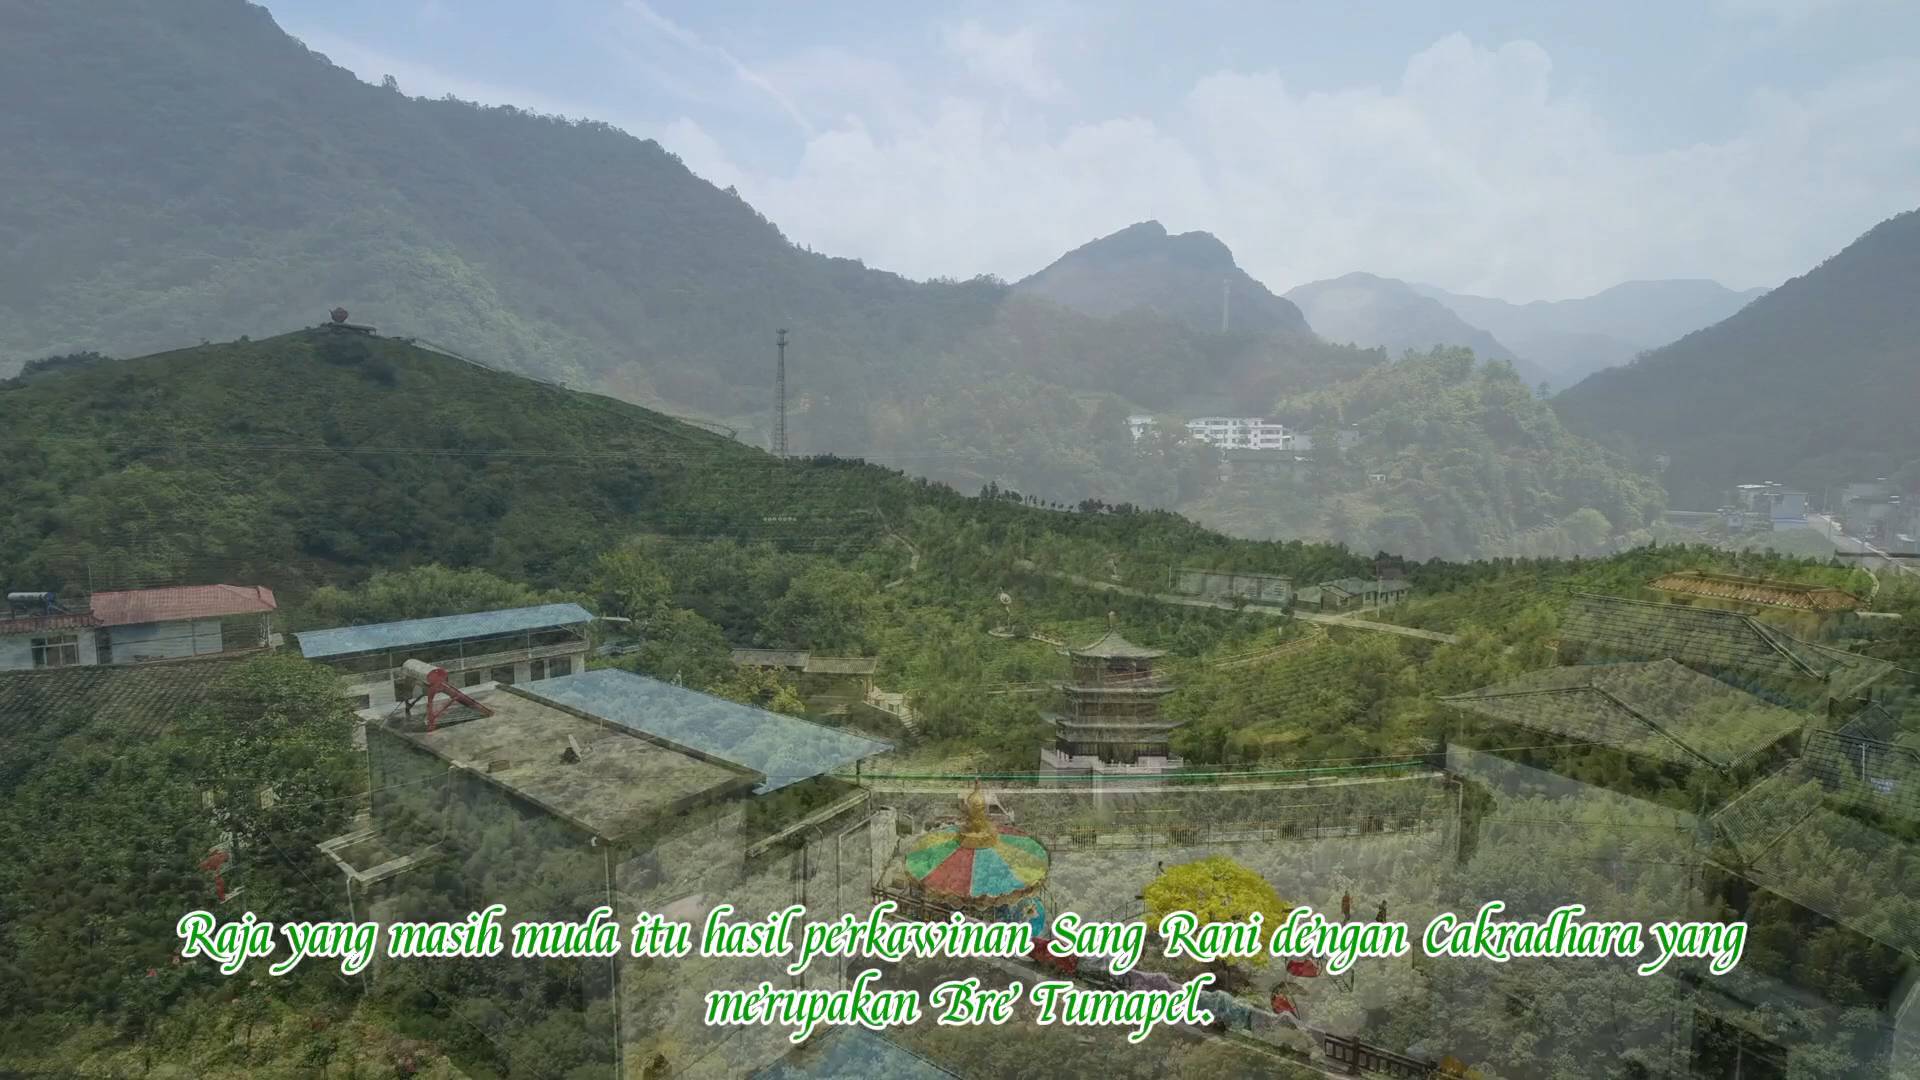 Raja yang masih muda itu hasil perkawinan Sang Rani dengan Cakradhara yang
merupakan Bre Tumapel.